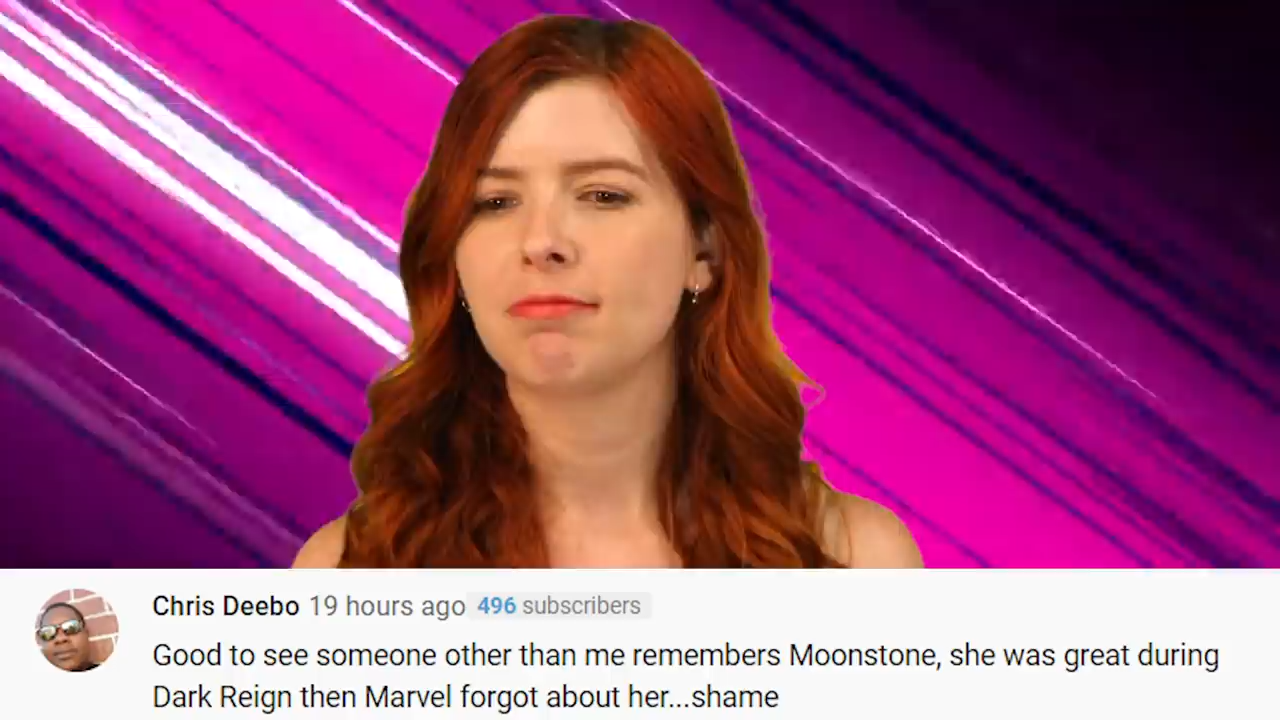 Chris Deebo 19 hours ago 496 subscribers
Good to see someone other than me remembers Moonstone, she was great during
Dark Reign then Marvel forgot about her...shame